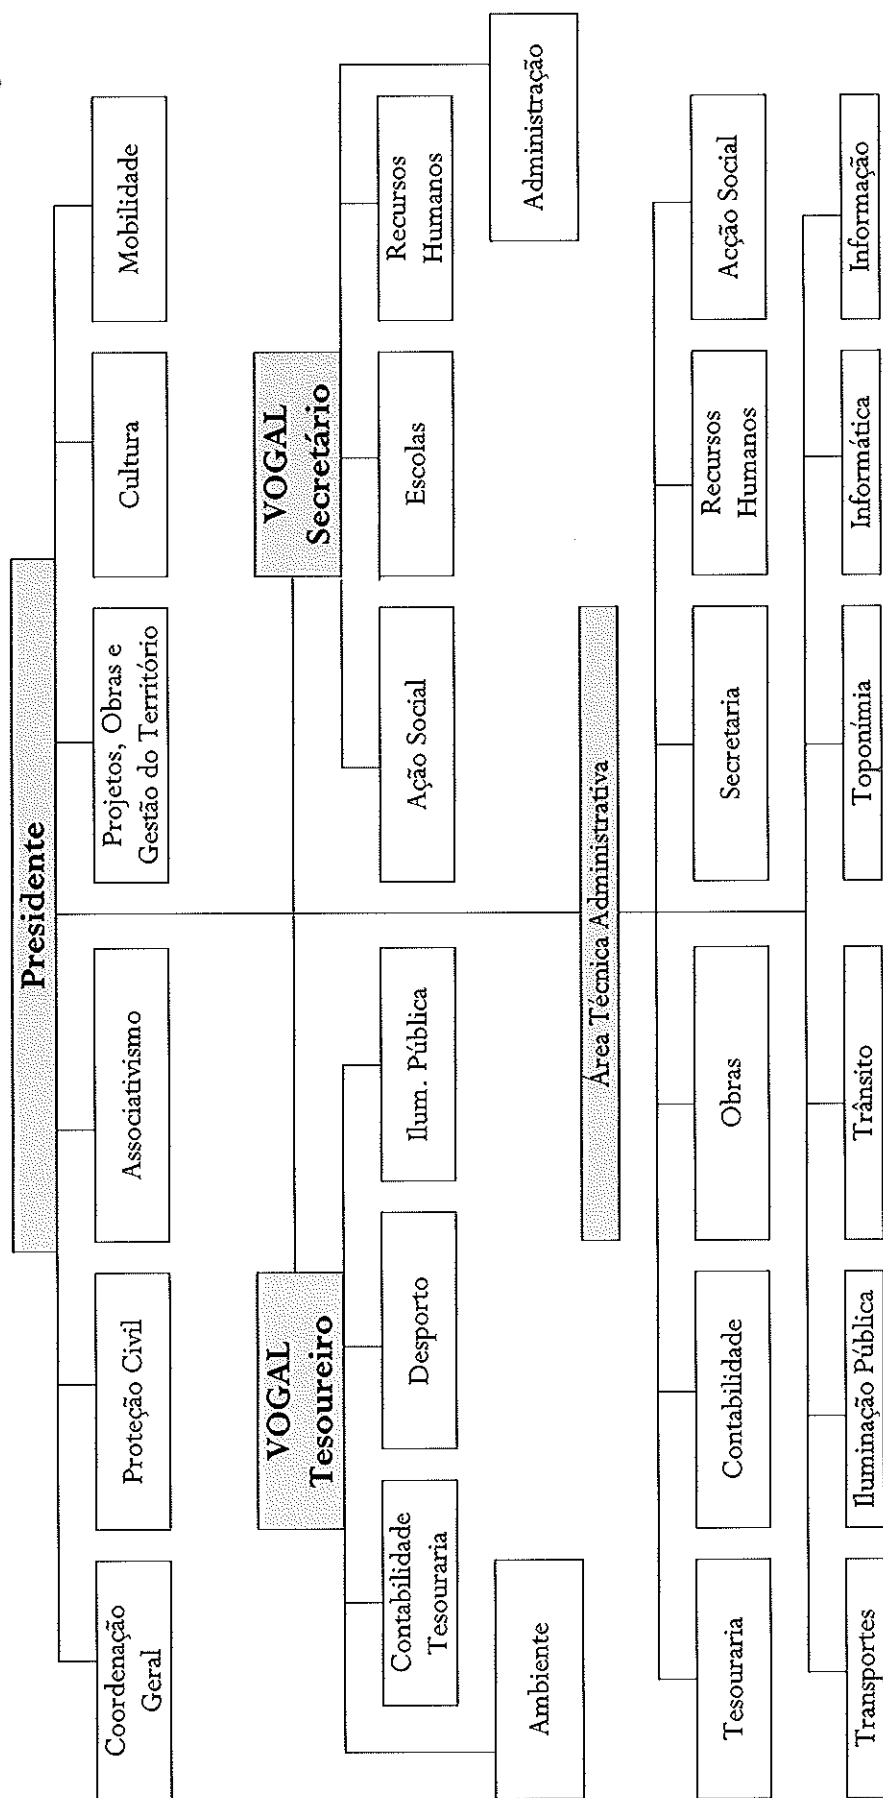 Presidente
Coordenação
Geral
Proteção Civil
Associativismo
Projetos, Obras e
Gestão do Território
Cultura
Mobilidade
VOGAL
Tesoureiro
VOGAL
Secretário
Contabilidade
Tesouraria
Desporto
Ilum. Pública
Ação Social
Escolas
Recursos
Humanos
Ambiente
Administração
Área Técnica Administrativa
Tesouraria
Contabilidade
Obras
Secretaria
Recursos
Humanos
Acção Social
Transportes
Iluminação Pública
Trânsito
Toponímia
Informática
Informação